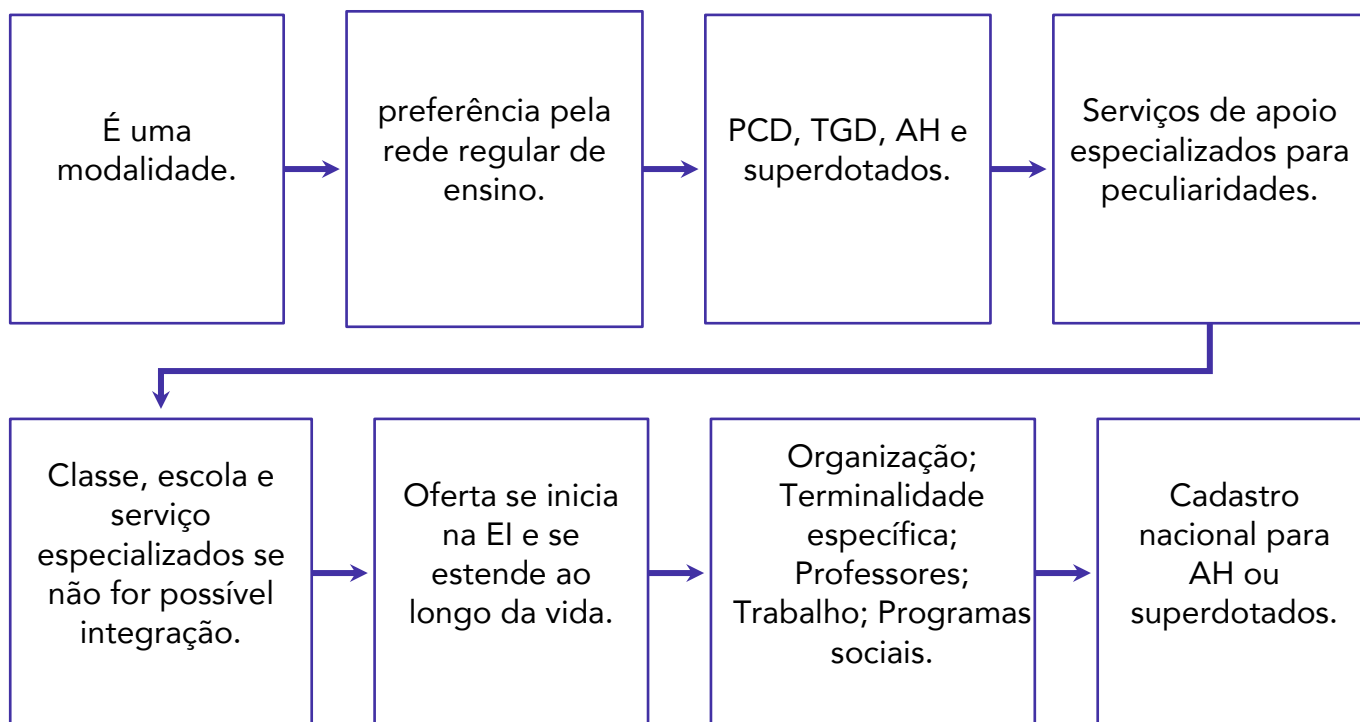 É uma
modalidade.
preferência pela
rede regular de
ensino.
PCD, TGD, AH e
superdotados.
Serviços de apoio
especializados para
peculiaridades.
Classe, escola e
serviço
especializados se
não for possível
integração.
Oferta se inicia
na EI e se
estende ao
longo da vida.
Organização;
Terminalidade
específica;
Professores;
Trabalho; Programas
sociais.
Cadastro
nacional para
AH ou
superdotados.